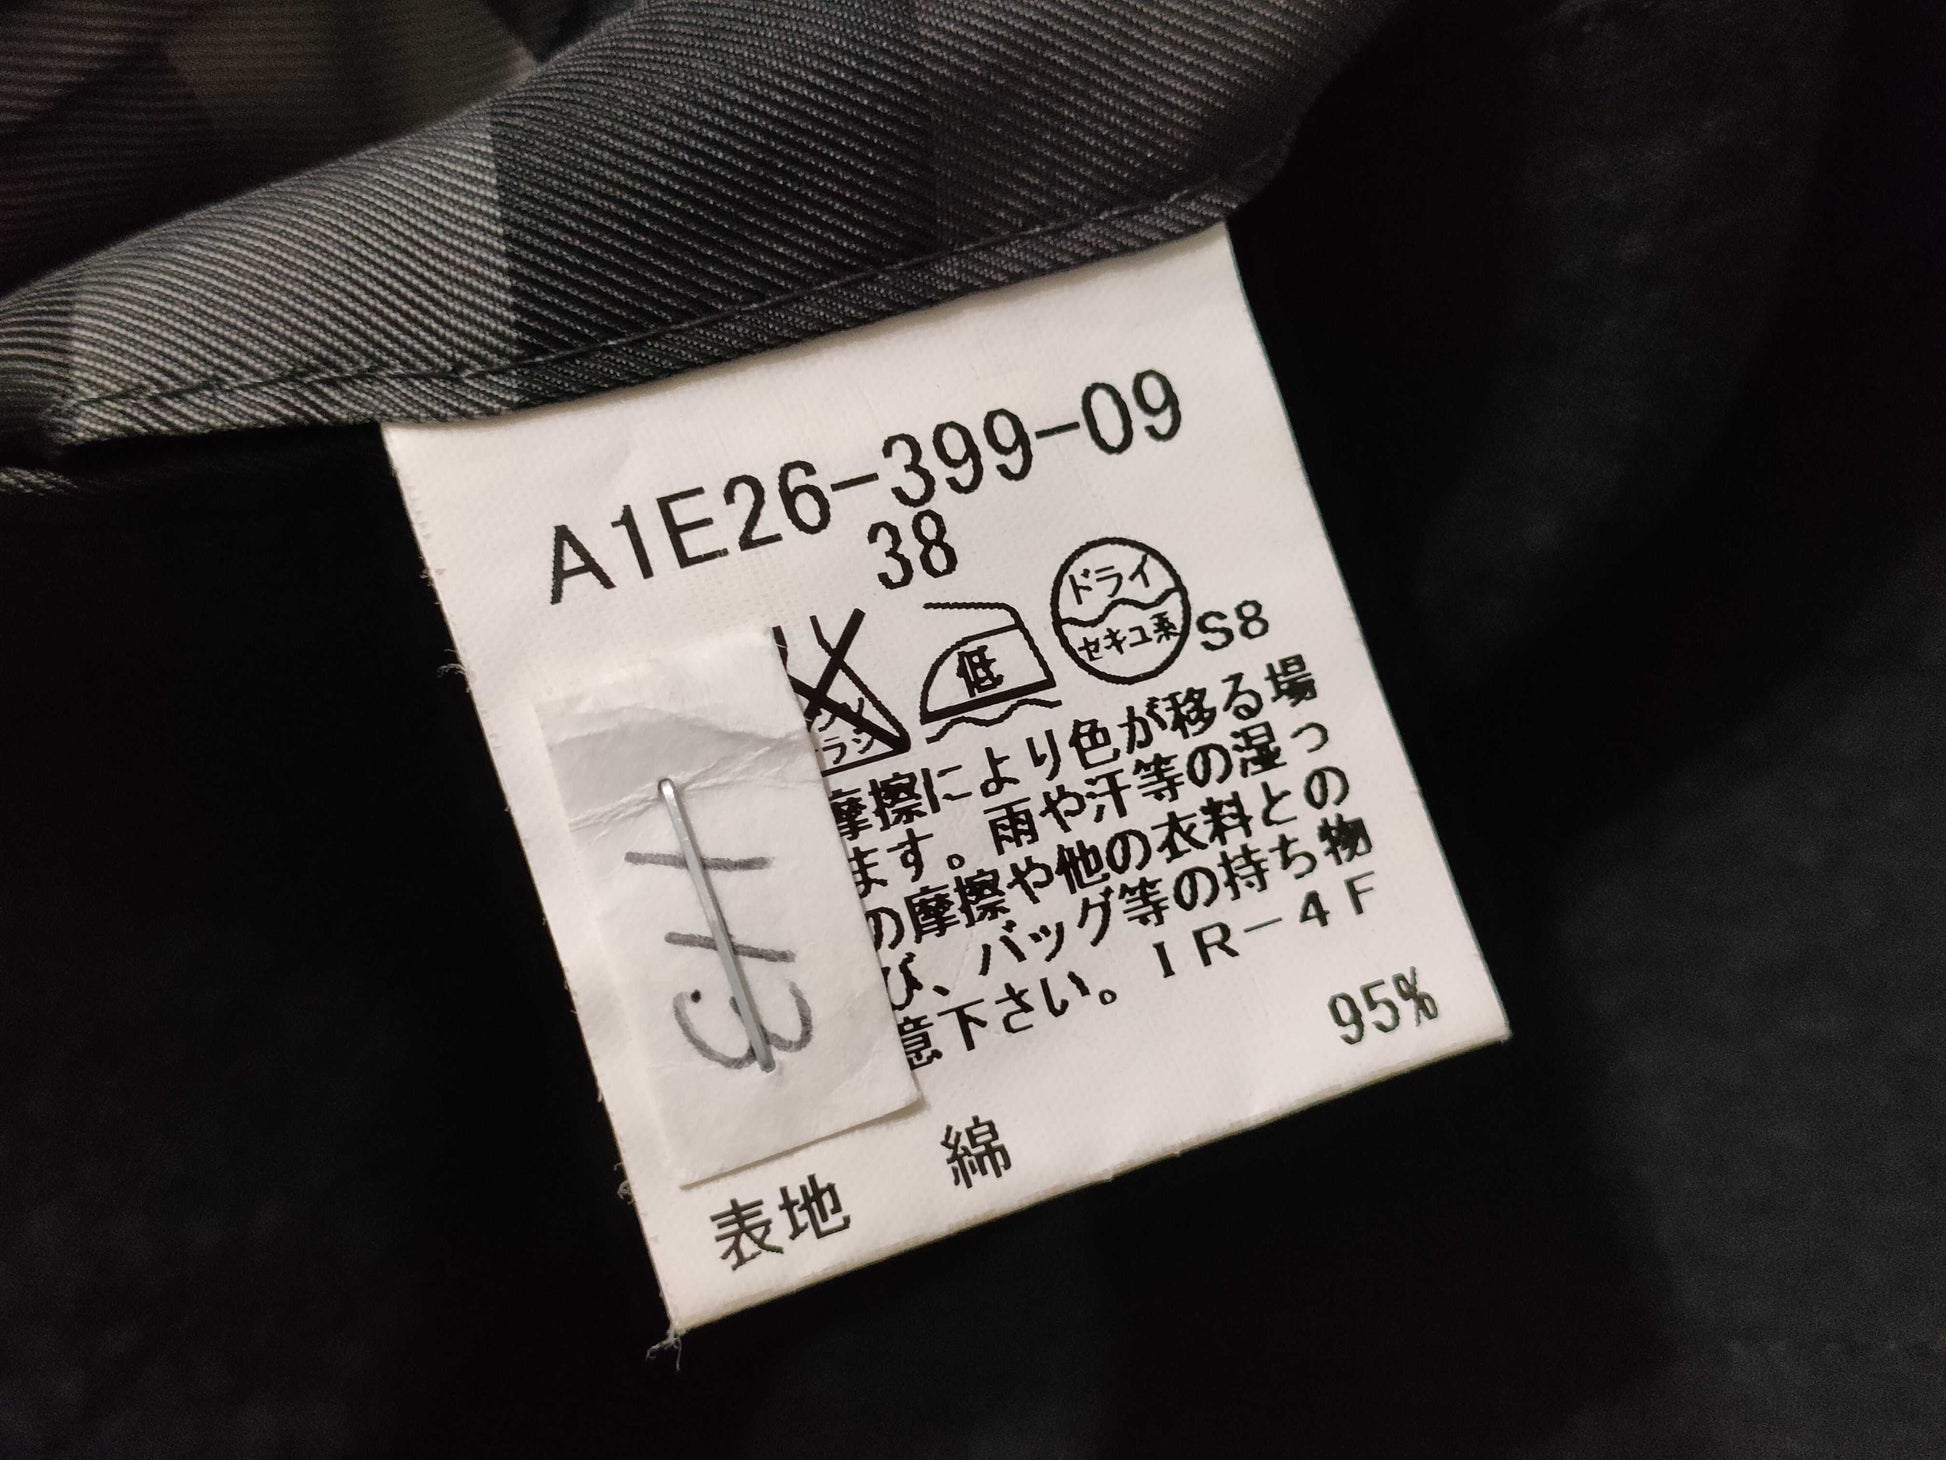 A1E26-399-09
38
低
ドライ
セキユ系
S8
摩擦により色が移る場
ます。雨や汗等の湿っ
の摩擦や他の衣料との
び、バッグ等の持ち物
意下さい。IR-4F
95%
表地 綿